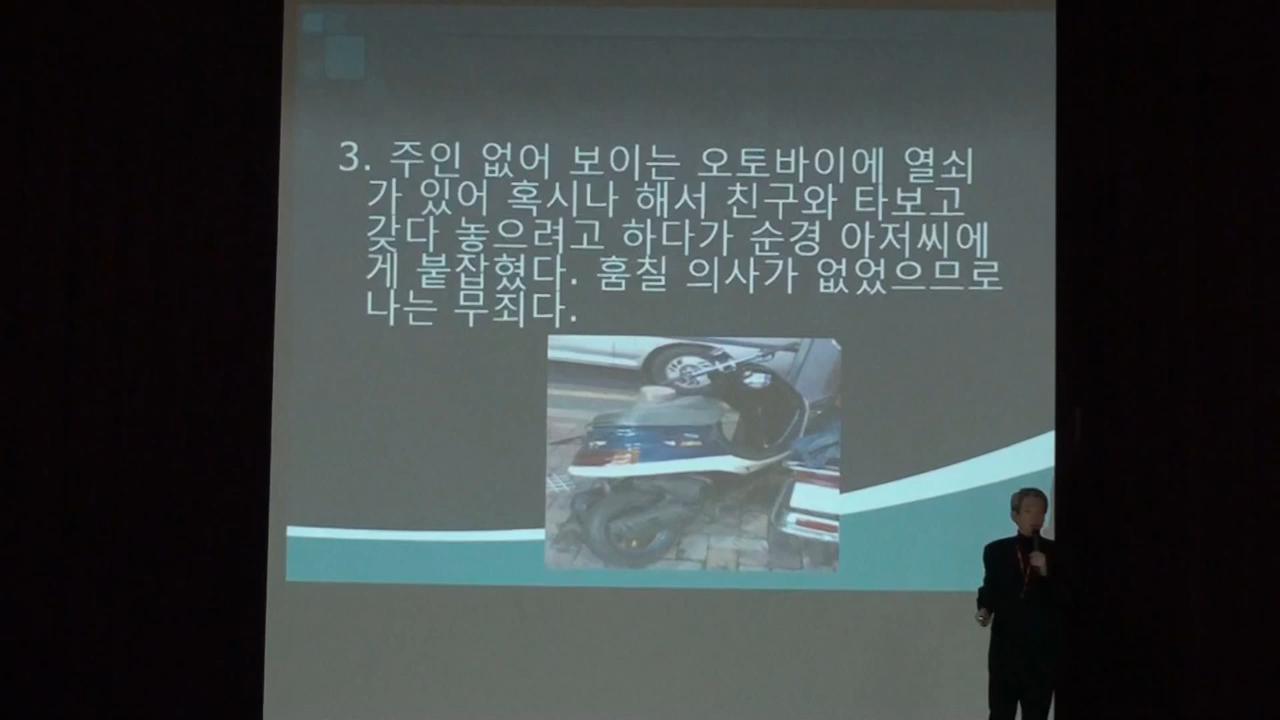 3. 주인 없어 보이는 오토바이에 열쇠
가 있어 혹시나 해서 친구와 타보고
갖다 놓으려고 하다가 순경 아저씨에
게 붙잡혔다. 훔칠 의사가 없었으므로
나는 무죄다.